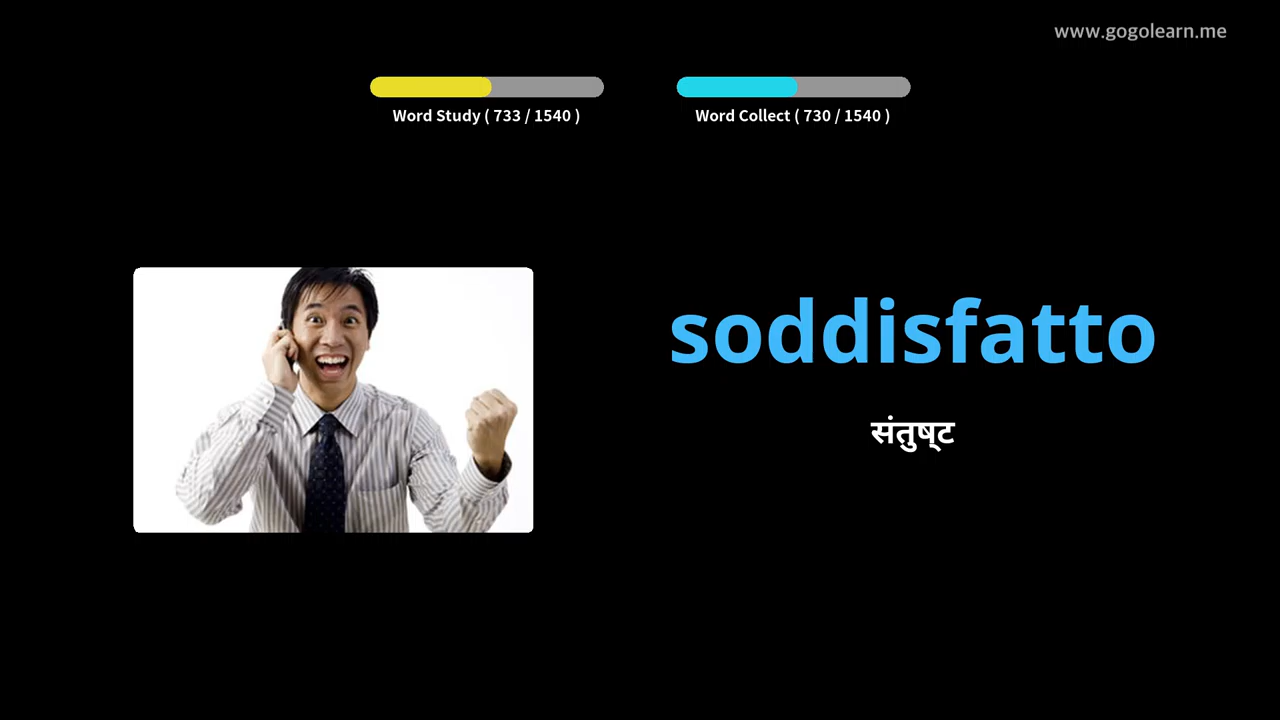 www.gogolearn.me
Word Study ( 733 / 1540 )
Word Collect ( 730 / 1540 )
soddisfatto
संतुष्ट